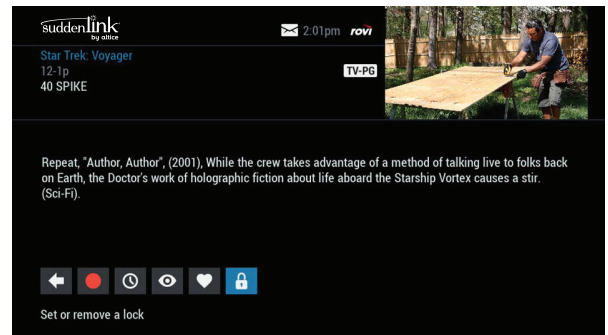 suddenlink
by altice
2:01pm rovi
Star Trek: Voyager
12-1p
TV-PG
40 SPIKE
Repeat, "Author, Author", (2001), While the crew takes advantage of a method of talking live to folks back
on Earth, the Doctor's work of holographic fiction about life aboard the Starship Vortex causes a stir.
(Sci-Fi).
Set or remove a lock